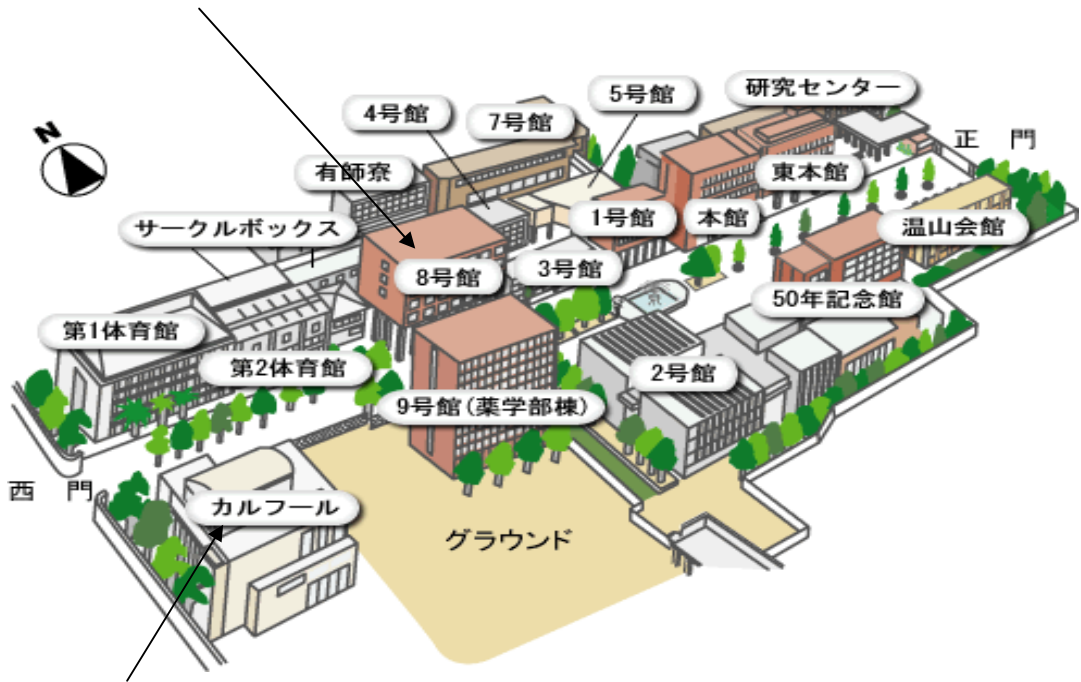 N
研究センター
5号館
4号館
7号館
正門
有師寮
東本館
サークルボックス
1号館
本館
温山会館
8号館
3号館
50年記念館
第1体育館
第2体育館
2号館
9号館(薬学部棟)
西門
カルフール
グラウンド